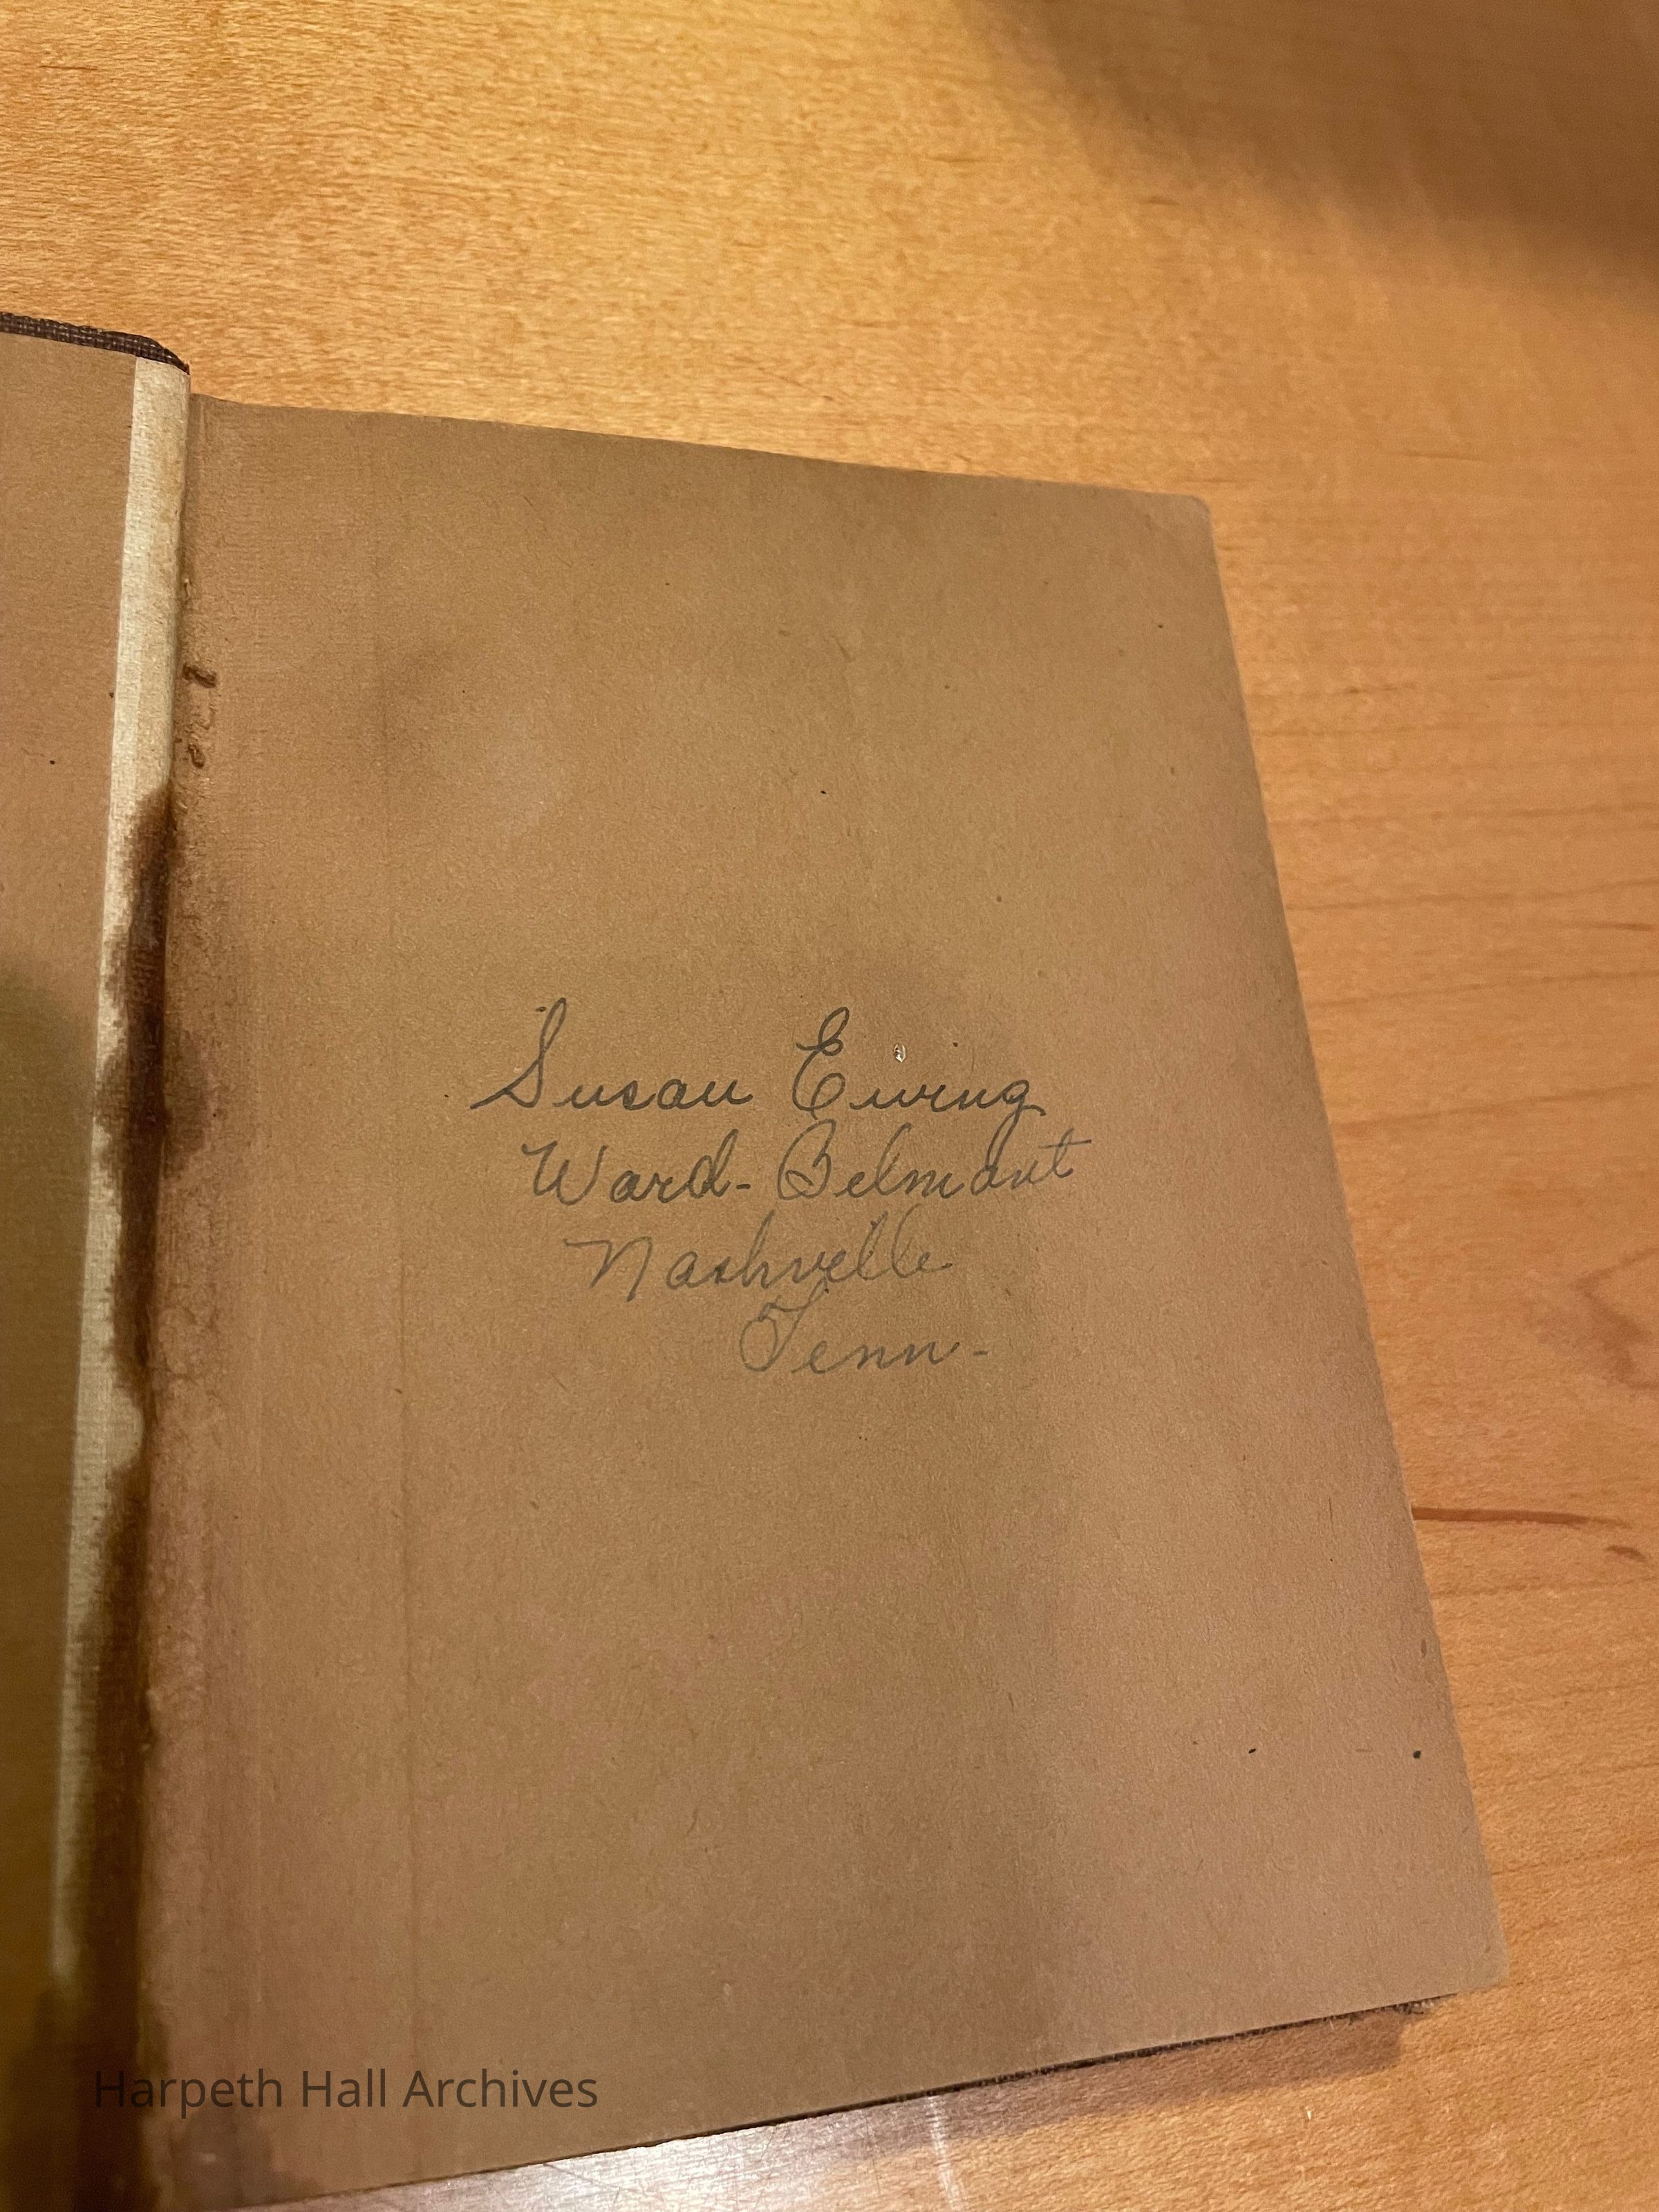 Susan Ewing
Ward-Belmont
Nashville
Tenn-
Harpeth Hall Archives